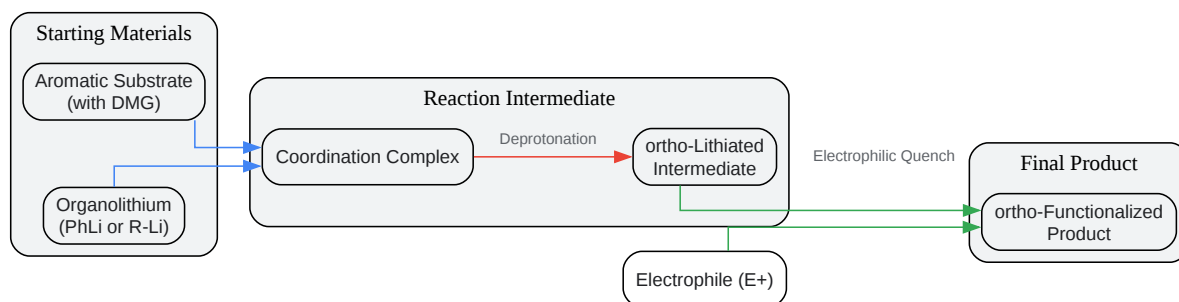 Starting Materials
Aromatic Substrate
(with DMG)
Organolithium
(PhLi or R-Li)
Reaction Intermediate
Coordination Complex
Deprotonation
ortho-Lithiated
Intermediate
Electrophile (E+)
Electrophilic Quench
Final Product
ortho-Functionalized
Product